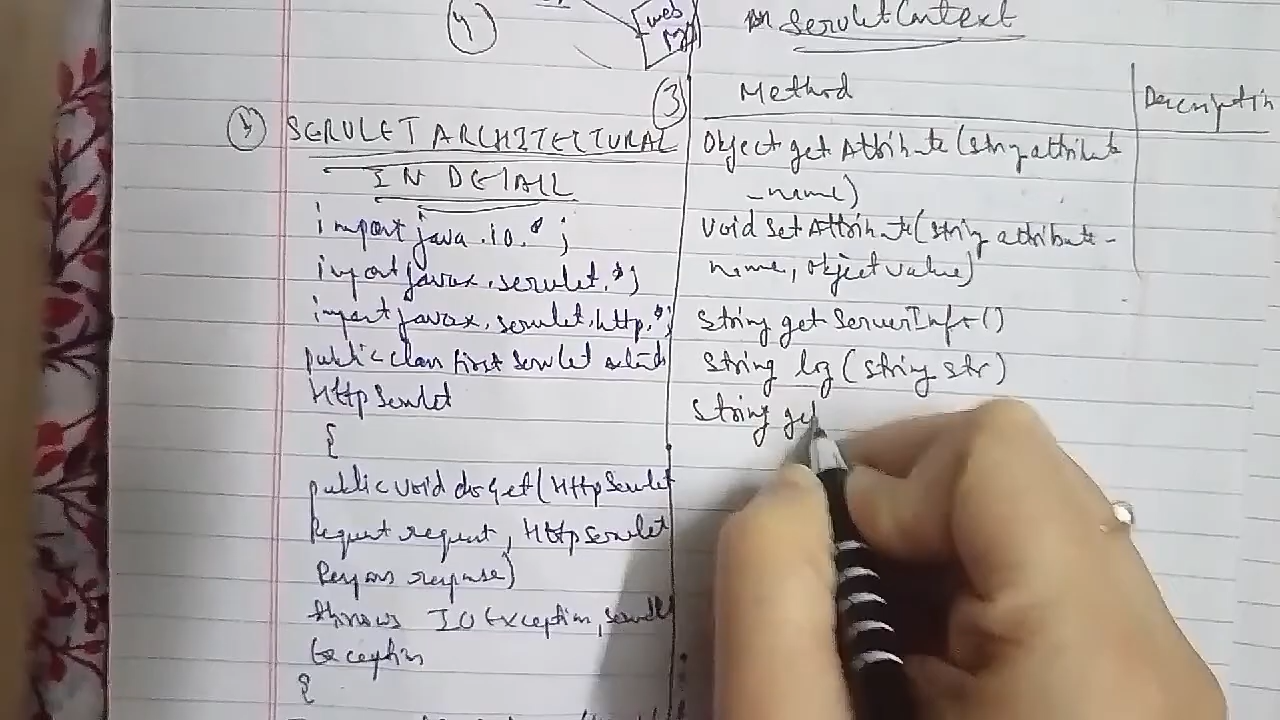 4
web
ServletContext
3
Method
Description
4 SERVLET ARCHITECTURAL
IN DETAIL
import java.io.*;
import javax.servlet.*;
import javax.servlet.http.*;
public class First Servlet extends
HttpServlet
{
public void doGet(HttpServlet
Request request, HttpServlet
Respons response)
throws IOException, Servlet
Exception
{
Object getAttribute (String attribute
_name)
void setAttribute(String attribute-
name, Object value)
String getServerInfo()
String log (String str)
String get